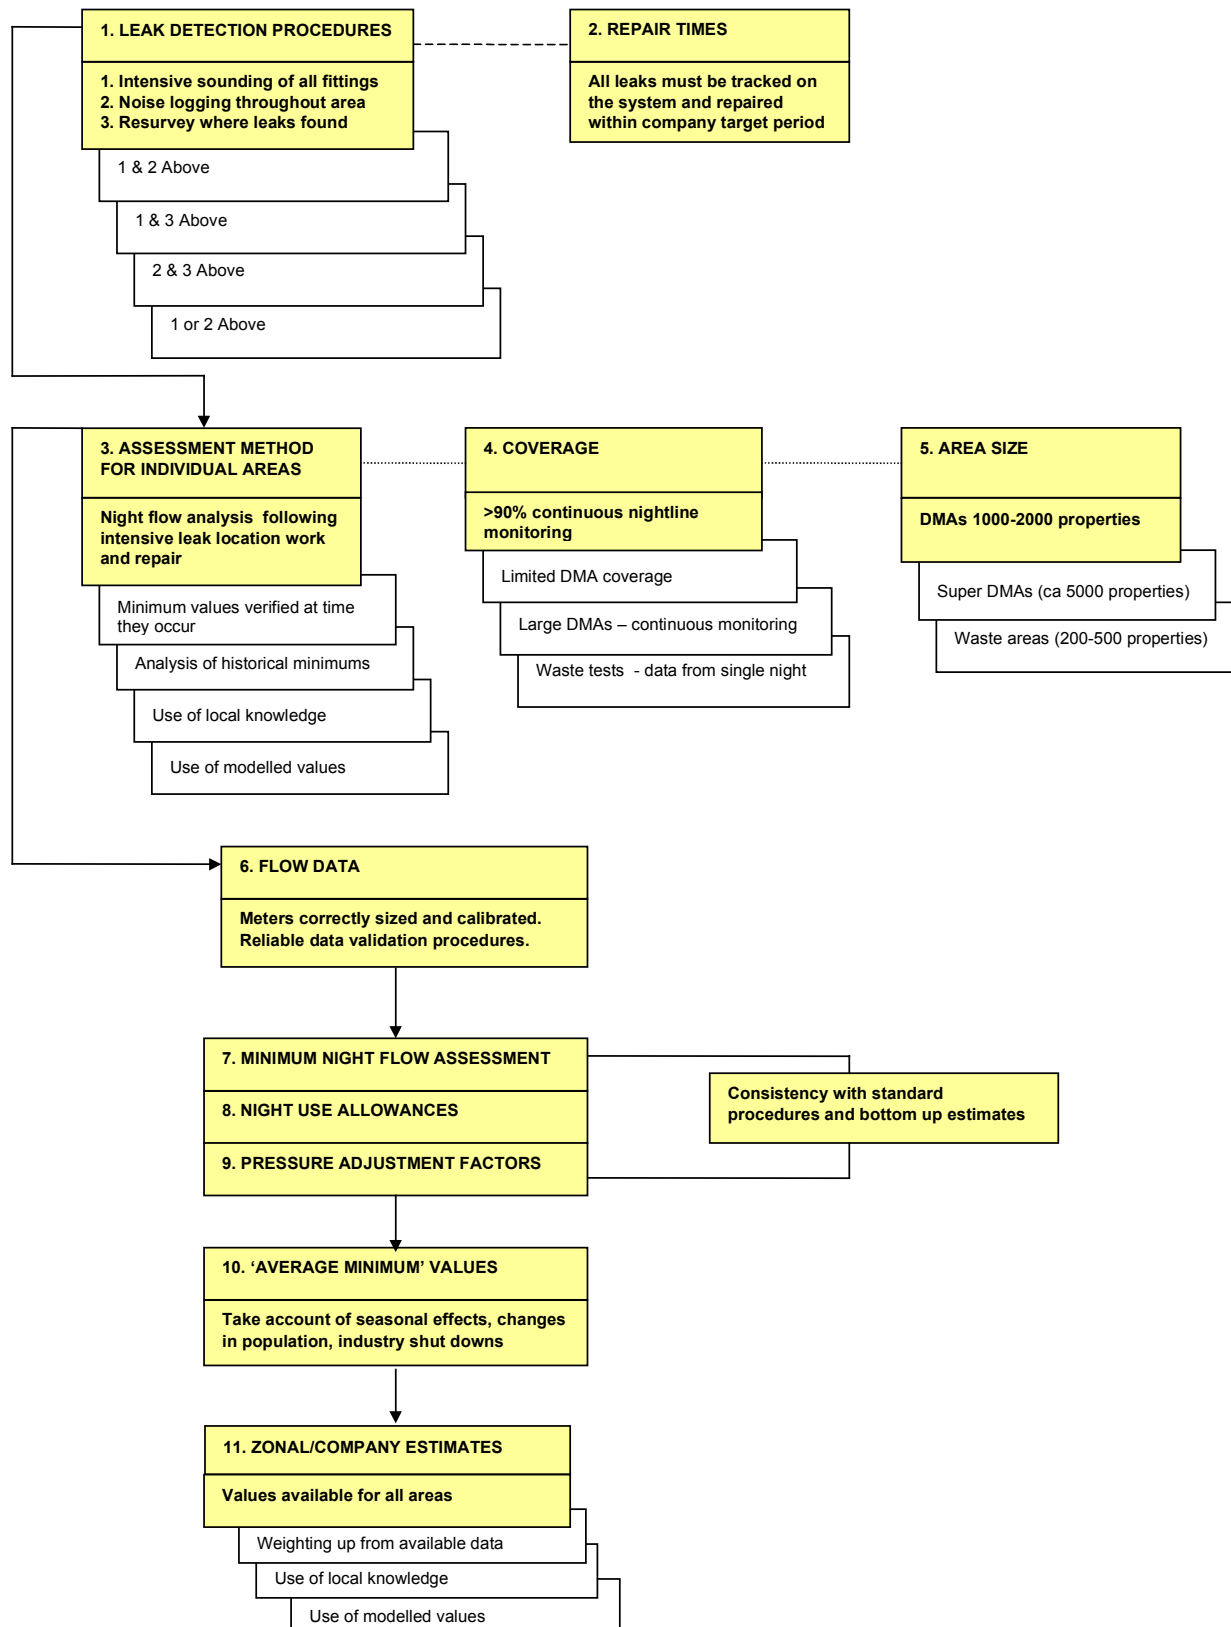 1. LEAK DETECTION PROCEDURES
1. Intensive sounding of all fittings
2. Noise logging throughout area
3. Resurvey where leaks found
1 & 2 Above
1 & 3 Above
2 & 3 Above
1 or 2 Above
2. REPAIR TIMES
All leaks must be tracked on
the system and repaired
within company target period
3. ASSESSMENT METHOD
FOR INDIVIDUAL AREAS
Night flow analysis following
intensive leak location work
and repair
Minimum values verified at time
they occur
Analysis of historical minimums
Use of local knowledge
Use of modelled values
4. COVERAGE
>90% continuous nightline
monitoring
Limited DMA coverage
Large DMAs – continuous monitoring
Waste tests - data from single night
5. AREA SIZE
DMAs 1000-2000 properties
Super DMAs (ca 5000 properties)
Waste areas (200-500 properties)
6. FLOW DATA
Meters correctly sized and calibrated.
Reliable data validation procedures.
7. MINIMUM NIGHT FLOW ASSESSMENT
8. NIGHT USE ALLOWANCES
9. PRESSURE ADJUSTMENT FACTORS
Consistency with standard
procedures and bottom up estimates
10. ‘AVERAGE MINIMUM’ VALUES
Take account of seasonal effects, changes
in population, industry shut downs
11. ZONAL/COMPANY ESTIMATES
Values available for all areas
Weighting up from available data
Use of local knowledge
Use of modelled values